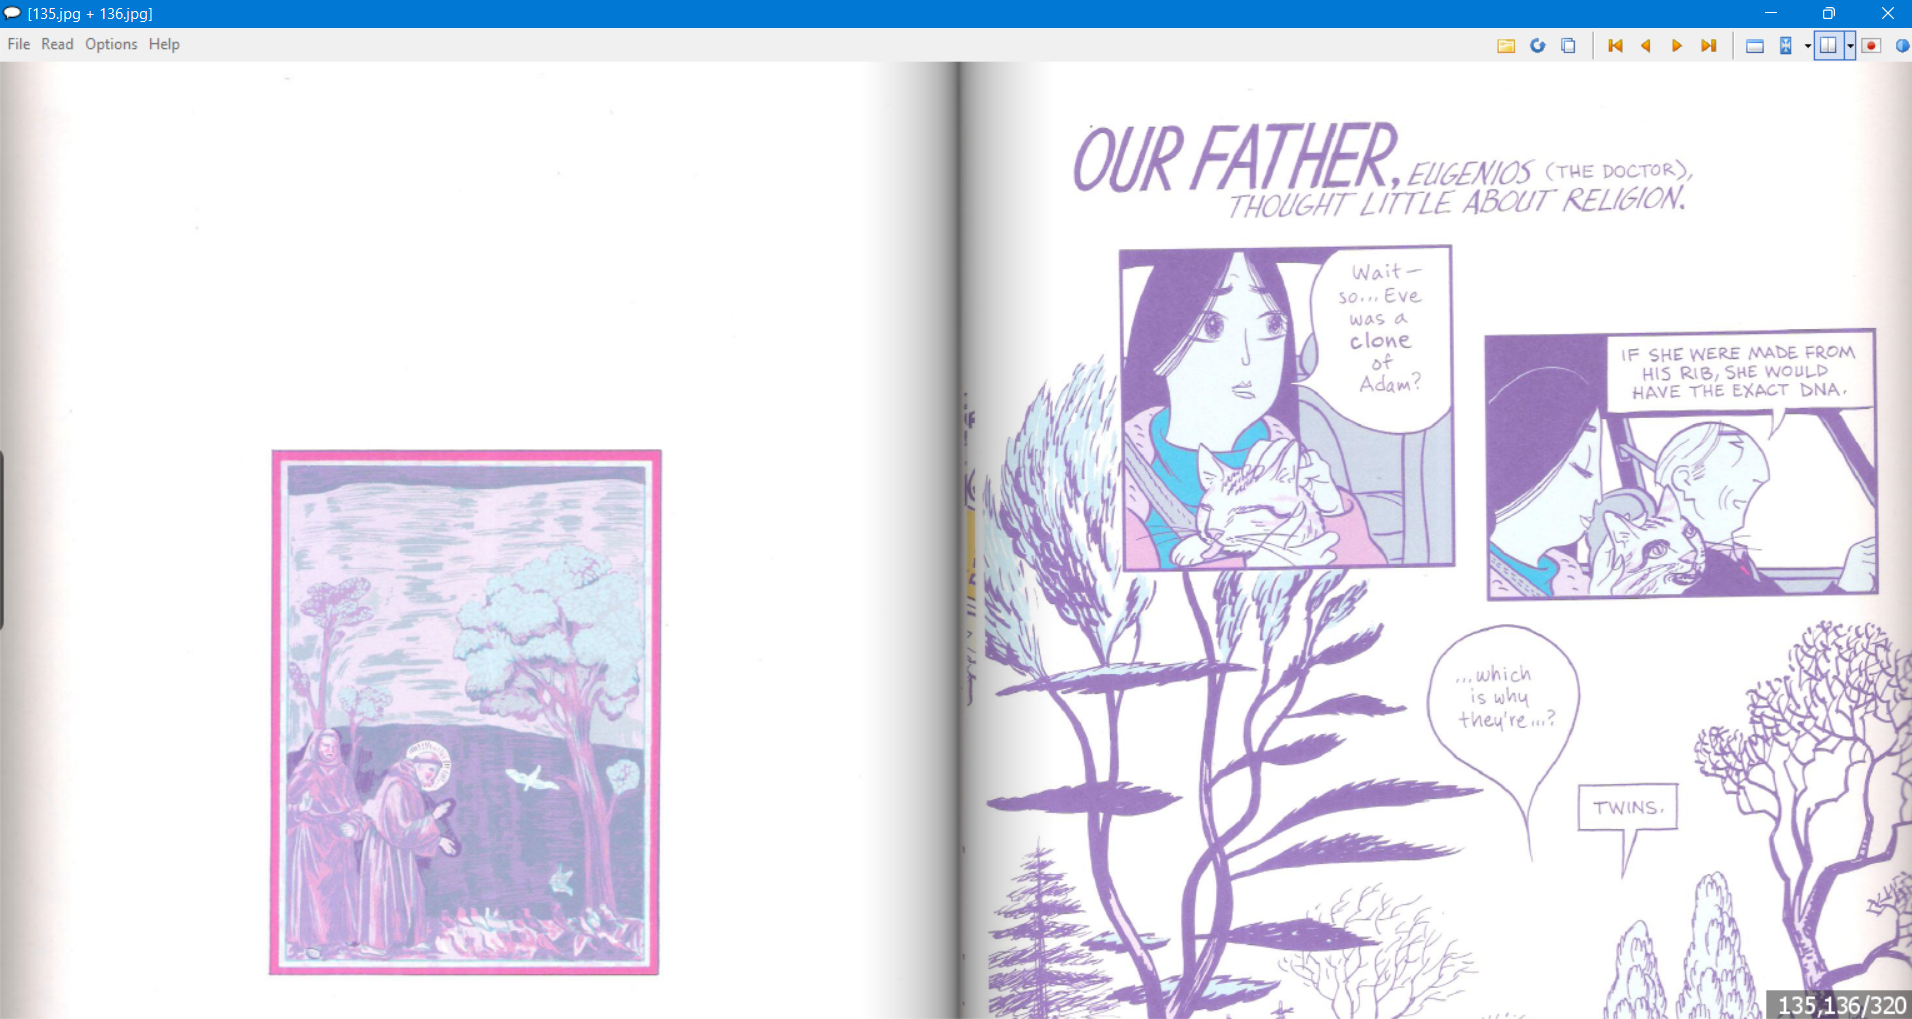 [135.jpg + 136.jpg]
File Read Options Help
OUR FATHER, EUGENIOS (THE DOCTOR),
THOUGHT LITTLE ABOUT RELIGION.
Wait—
so... Eve
was a
clone
of
Adam?
IF SHE WERE MADE FROM
HIS RIB, SHE WOULD
HAVE THE EXACT DNA.
...which
is why
they're...?
TWINS.
135,136/320